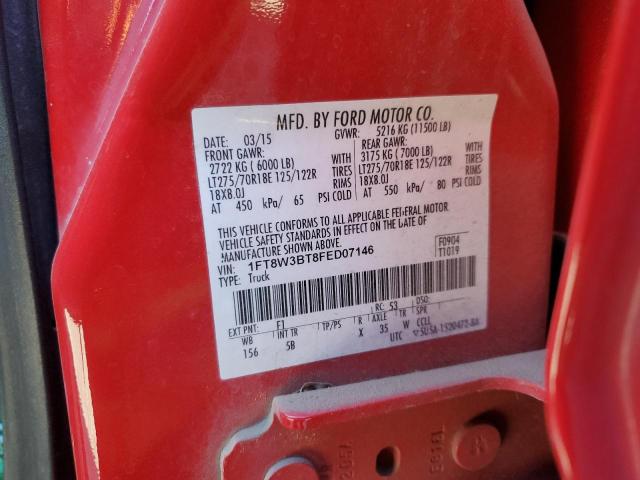 MFD. BY FORD MOTOR CO.
DATE: 03/15 GVWR: 5216 KG (11500 LB)
FRONT GAWR: REAR GAWR:
2722 KG (6000 LB) WITH 3175 KG (7000 LB) WITH
LT275/70R18E 125/122R TIRES LT275/70R18E 125/122R TIRES
18X8.0J RIMS 18X8.0J RIMS
AT 450 kPa/ 65 PSI COLD AT 550 kPa/ 80 PSI COLD
THIS VEHICLE CONFORMS TO ALL APPLICABLE FEDERAL MOTOR
VEHICLE SAFETY STANDARDS IN EFFECT ON THE DATE OF
MANUFACTURE SHOWN ABOVE.
VIN: 1FT8W3BT8FED07146 F0904
TYPE: Truck T1019
EXT PNT: F1 RC: 53 DSO:
WB INT TR TP/PS R AXLE TR SPR
156 5B X 35 W CCLL
UTC